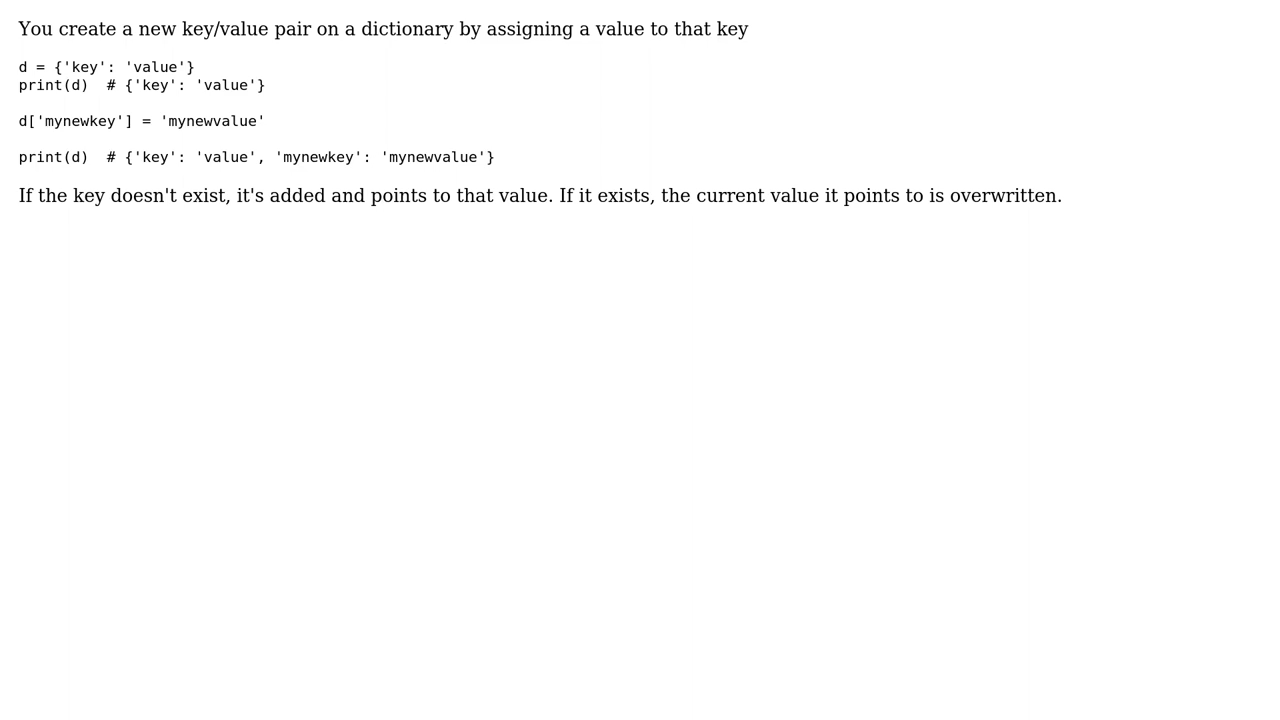 You create a new key/value pair on a dictionary by assigning a value to that key
d = {'key': 'value'}
print(d)  # {'key': 'value'}
d['mynewkey'] = 'mynewvalue'
print(d)  # {'key': 'value', 'mynewkey': 'mynewvalue'}
If the key doesn't exist, it's added and points to that value. If it exists, the current value it points to is overwritten.